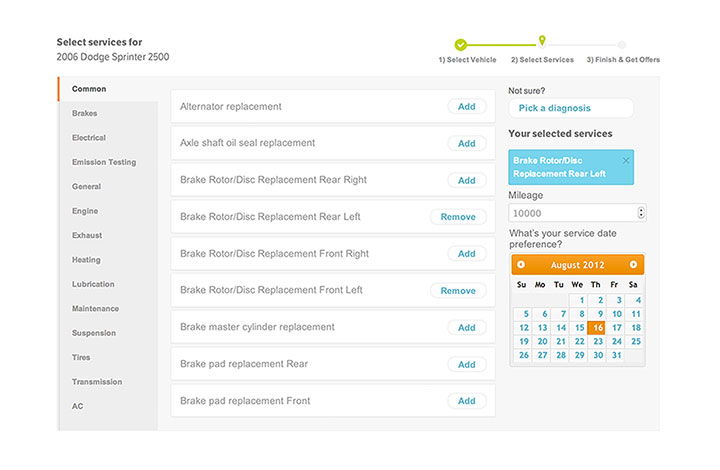 Select services for
2006 Dodge Sprinter 2500
1) Select Vehicle 2) Select Services 3) Finish & Get Offers
Common
Brakes
Electrical
Emission Testing
General
Engine
Exhaust
Heating
Lubrication
Maintenance
Suspension
Tires
Transmission
AC
Alternator replacement Add
Axle shaft oil seal replacement Add
Brake Rotor/Disc Replacement Rear Right Add
Brake Rotor/Disc Replacement Rear Left Remove
Brake Rotor/Disc Replacement Front Right Add
Brake Rotor/Disc Replacement Front Left Remove
Brake master cylinder replacement Add
Brake pad replacement Rear Add
Brake pad replacement Front Add
Not sure?
Pick a diagnosis
Your selected services
Brake Rotor/Disc
Replacement Rear Left
Mileage
10000
What's your service date
preference?
August 2012
Su Mo Tu We Th Fr Sa
1 2 3 4
5 6 7 8 9 10 11
12 13 14 15 16 17 18
19 20 21 22 23 24 25
26 27 28 29 30 31